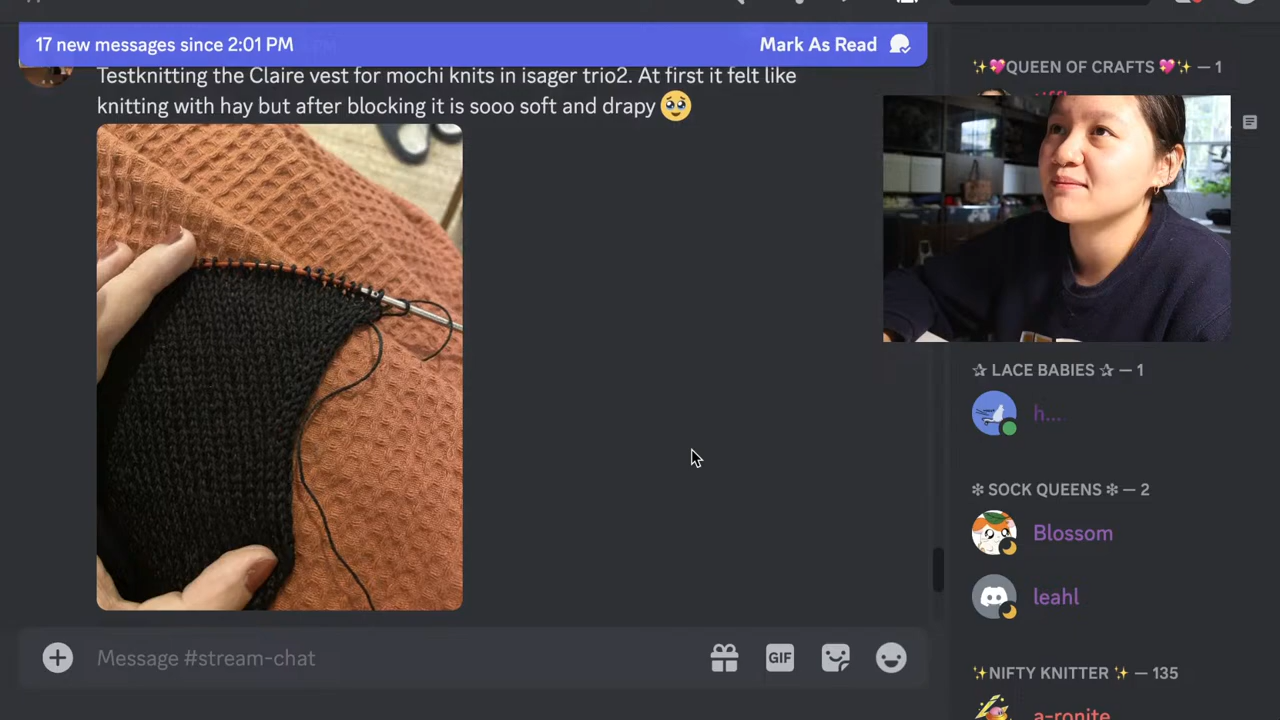 17 new messages since 2:01 PM
Mark As Read
Testknitting the Claire vest for mochi knits in isager trio2. At first it felt like
knitting with hay but after blocking it is sooo soft and drapy 🥹
Message #stream-chat
GIF
✨💖QUEEN OF CRAFTS 💖✨ — 1
✰ LACE BABIES ✰ — 1
h...
❇ SOCK QUEENS ❇ — 2
Blossom
leahl
✨NIFTY KNITTER ✨ — 135
a-ronite